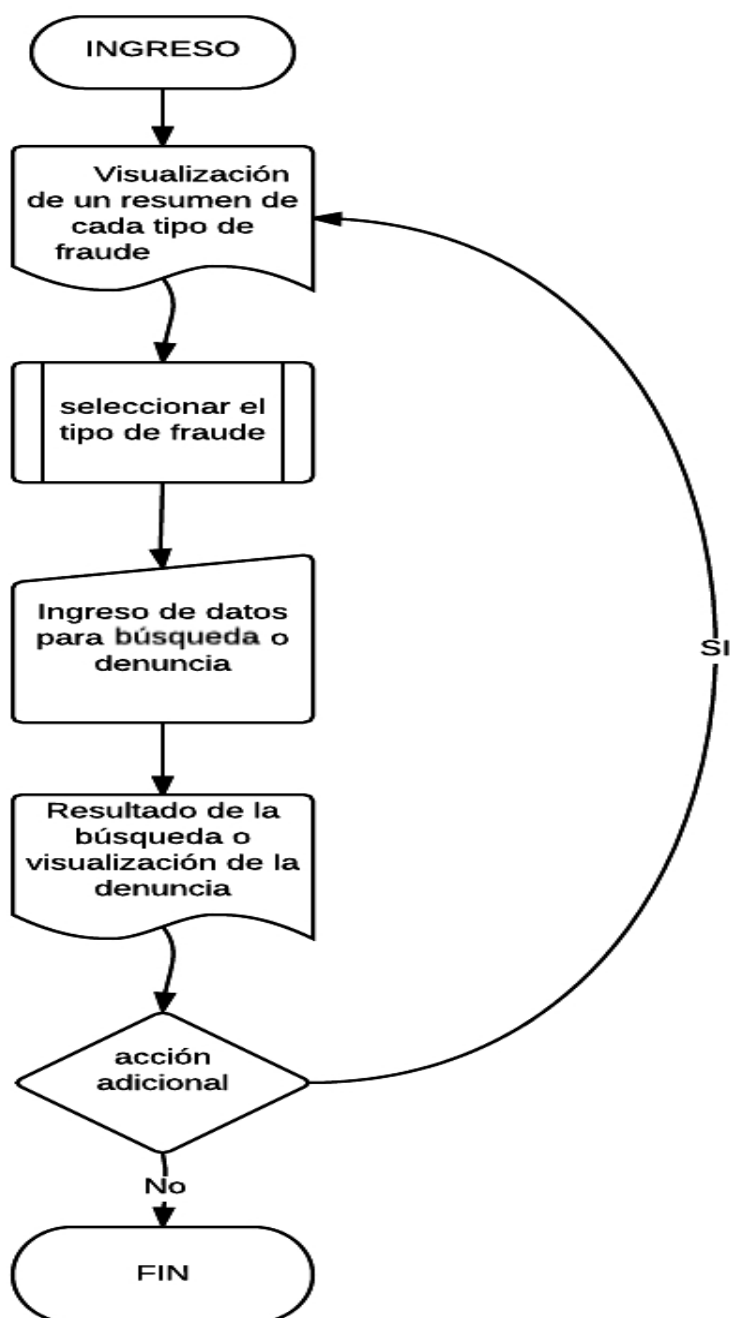 INGRESO
Visualización
de un resumen de
cada tipo de
fraude
seleccionar el
tipo de fraude
Ingreso de datos
para búsqueda o
denuncia
SI
Resultado de la
búsqueda o
visualización de la
denuncia
acción
adicional
No
FIN